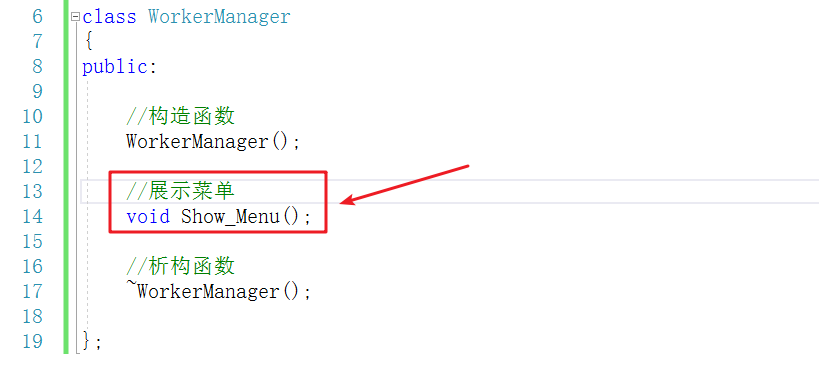 6 class WorkerManager
7 {
8 public:
9
10 //构造函数
11 WorkerManager();
12
13 //展示菜单
14 void Show_Menu();
15
16 //析构函数
17 ~WorkerManager();
18
19 };